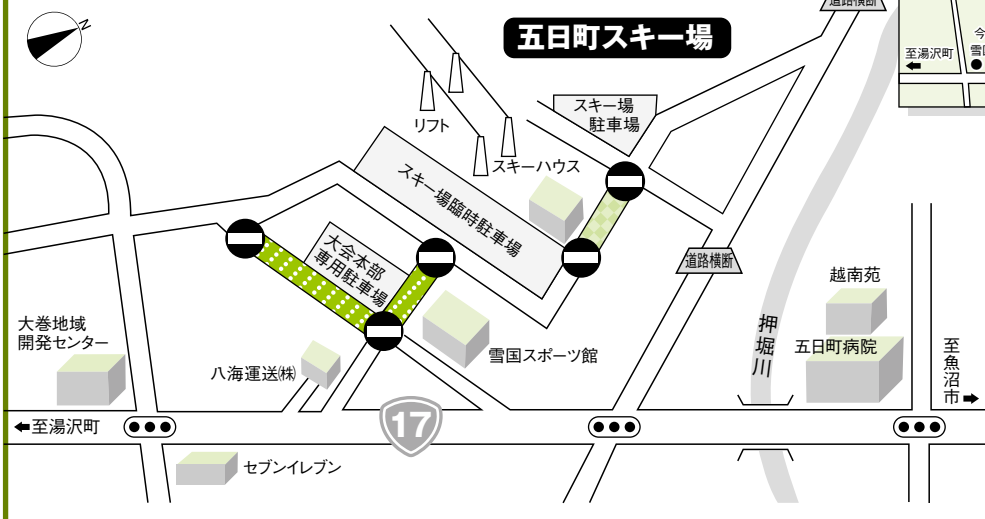 N
五日町スキー場
道路横断
今
雪国
至湯沢町
リフト
スキー場
駐車場
スキーハウス
スキー場臨時駐車場
大会本部
専用駐車場
道路横断
越南苑
大巻地域
開発センター
八海運送㈱
雪国スポーツ館
押堀川
五日町病院
至魚沼市
至湯沢町
17
セブンイレブン